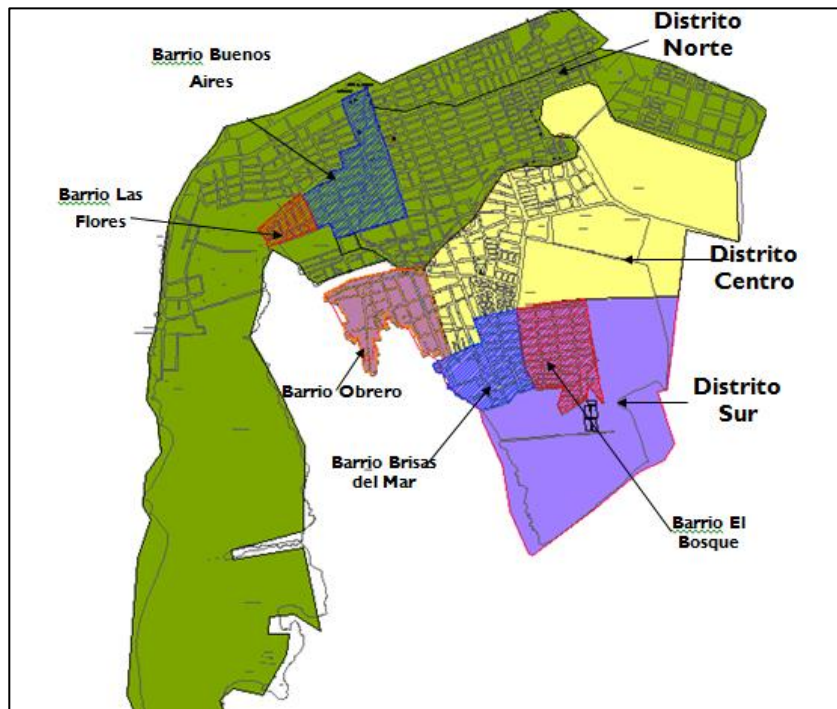 Distrito
Norte
Barrio Buenos
Aires
Barrio Las
Flores
Distrito
Centro
Barrio Obrero
Distrito
Sur
Barrio Brisas
del Mar
Barrio El
Bosque